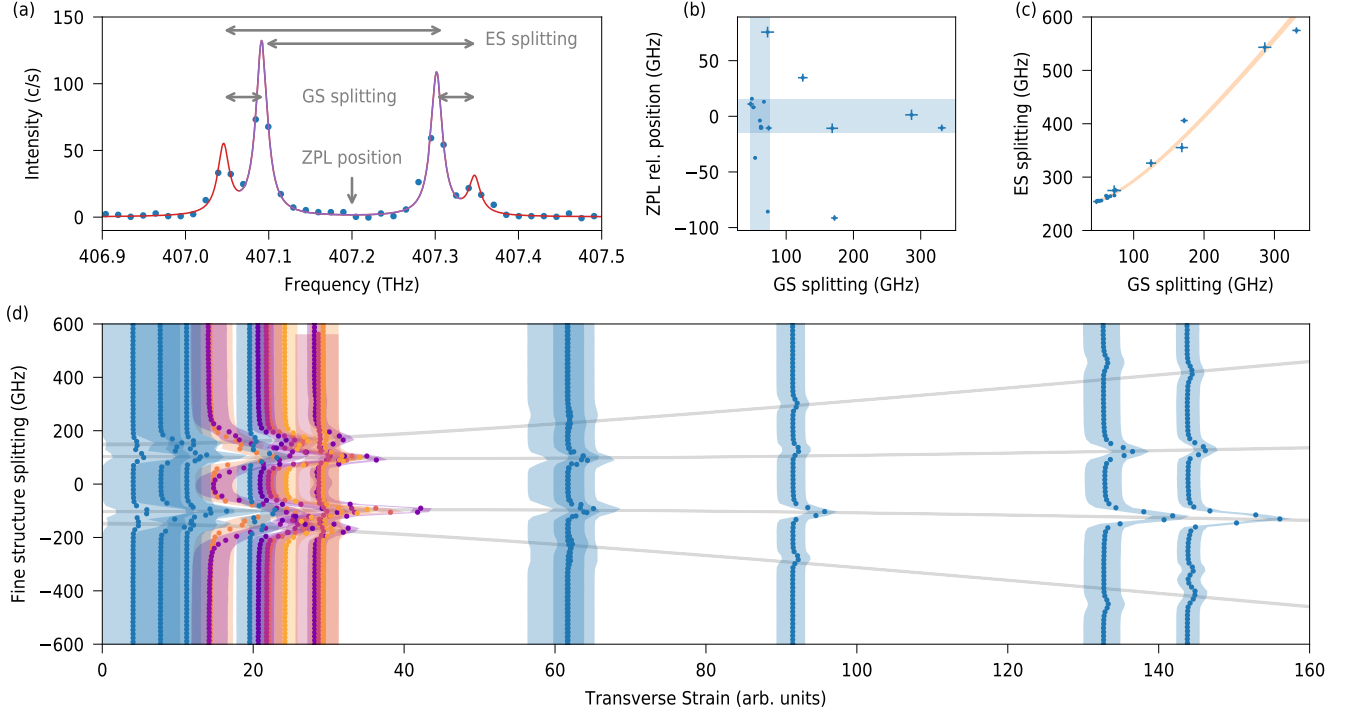 (a)
150
100
50
0
Intensity (c/s)
ES splitting
GS splitting
ZPL position
406.9
407.0
407.1
407.2
407.3
407.4
407.5
Frequency (THz)
(b)
50
0
−50
−100
ZPL rel. position (GHz)
100
200
300
GS splitting (GHz)
(c)
600
500
400
300
200
ES splitting (GHz)
100
200
300
GS splitting (GHz)
(d)
600
400
200
0
−200
−400
−600
Fine structure splitting (GHz)
0
20
40
60
80
100
120
140
160
Transverse Strain (arb. units)